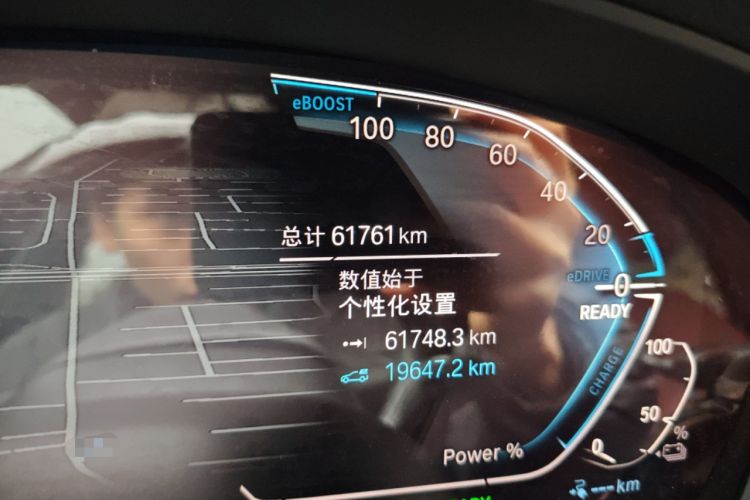 eBOOST
100
80
60
40
20
总计 61761 km
数值始于
个性化设置
61748.3 km
19647.2 km
eDRIVE
0
READY
CHARGE
100
50
%
0
Power %
--- km